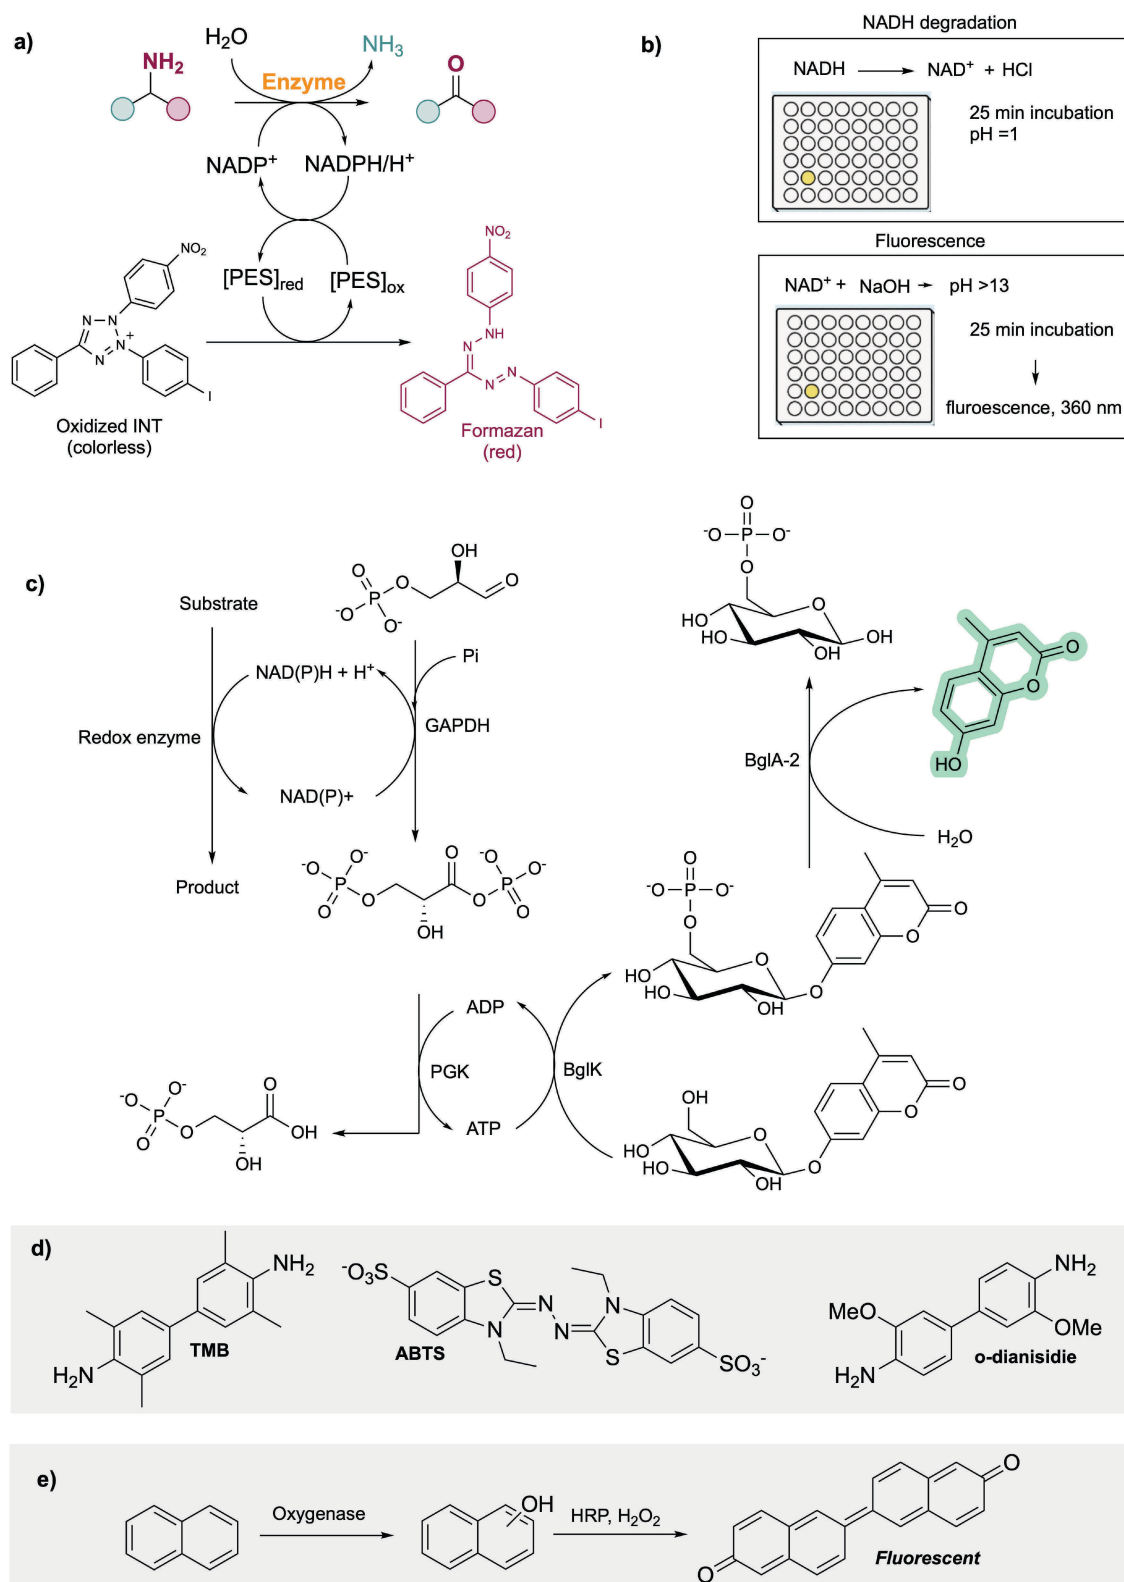 a)
H₂O
NH₃
NH₂
Enzyme
O
NADP⁺
NADPH/H⁺
NO₂
[PES]red
[PES]ox
N
N
N
N
+
I
Oxidized INT
(colorless)
NO₂
N
NH
N
N
I
Formazan
(red)
b)
NADH degradation
NADH
NAD⁺ + HCl
25 min incubation
pH =1
Fluorescence
NAD⁺ + NaOH
pH >13
25 min incubation
fluroescence, 360 nm
c)
Substrate
NAD(P)H + H⁺
Redox enzyme
NAD(P)+
Product
OH
O
O
O
P
⁻O
O⁻
Pi
GAPDH
O⁻
⁻O
P
O
O
OH
O
O
⁻O
P
O⁻
O
ADP
PGK
ATP
BglK
O⁻
⁻O
P
O
O
O
OH
OH
O
⁻O
P
O⁻
O
HO
HO
O
OH
OH
BglA-2
O
O
HO
H₂O
O
⁻O
P
O⁻
O
HO
HO
O
OH
O
O
O
OH
HO
HO
O
OH
O
O
O
d)
NH₂
H₂N
TMB
⁻O₃S
S
N
N
N
N
S
SO₃⁻
ABTS
NH₂
MeO
OMe
H₂N
o-dianisidie
e)
Oxygenase
OH
HRP, H₂O₂
O
O
Fluorescent